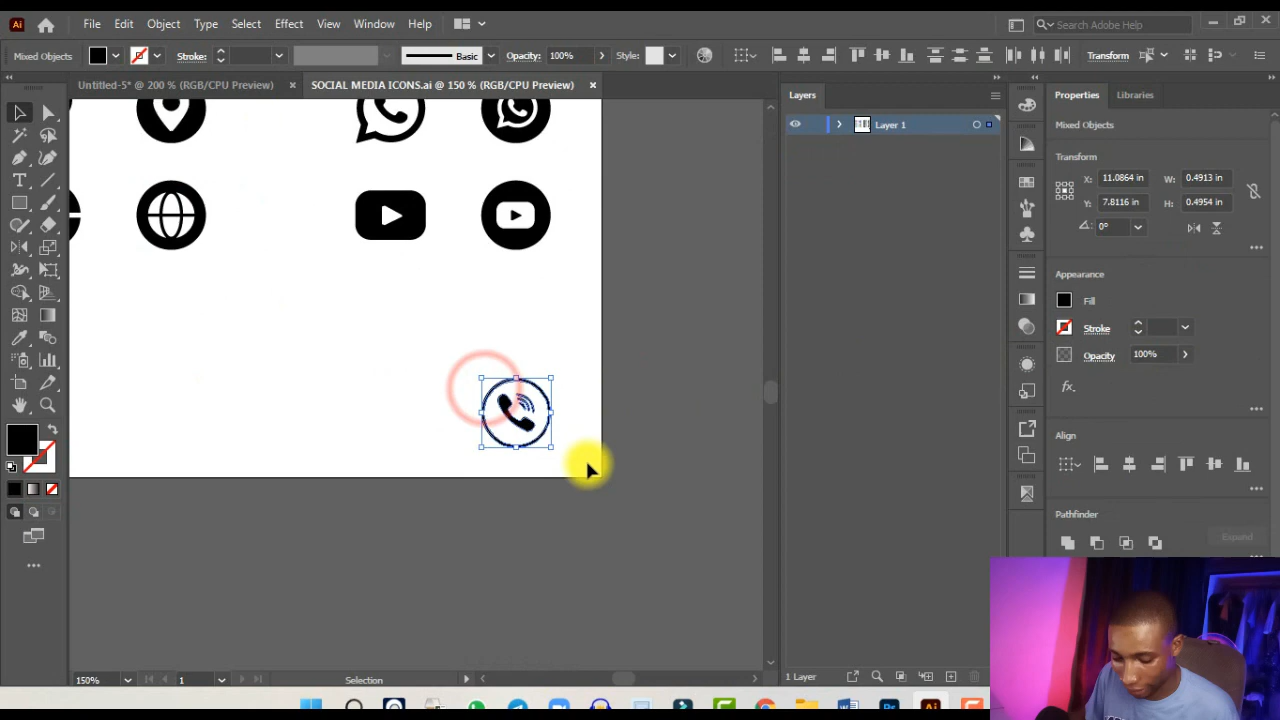 Ai File Edit Object Type Select Effect View Window Help Search Adobe Help
Mixed Objects Stroke: Basic Opacity: 100% Style: Transform
Untitled-5* @ 200 % (RGB/CPU Preview) SOCIAL MEDIA ICONS.ai @ 150 % (RGB/CPU Preview)
Layers
Layer 1
Properties Libraries
Mixed Objects
Transform
X: 11.0864 in W: 0.4913 in
Y: 7.8116 in H: 0.4954 in
0°
Appearance
Fill
Stroke
Opacity 100%
fx
Align
Pathfinder
Expand
150% 1 Selection 1 Layer